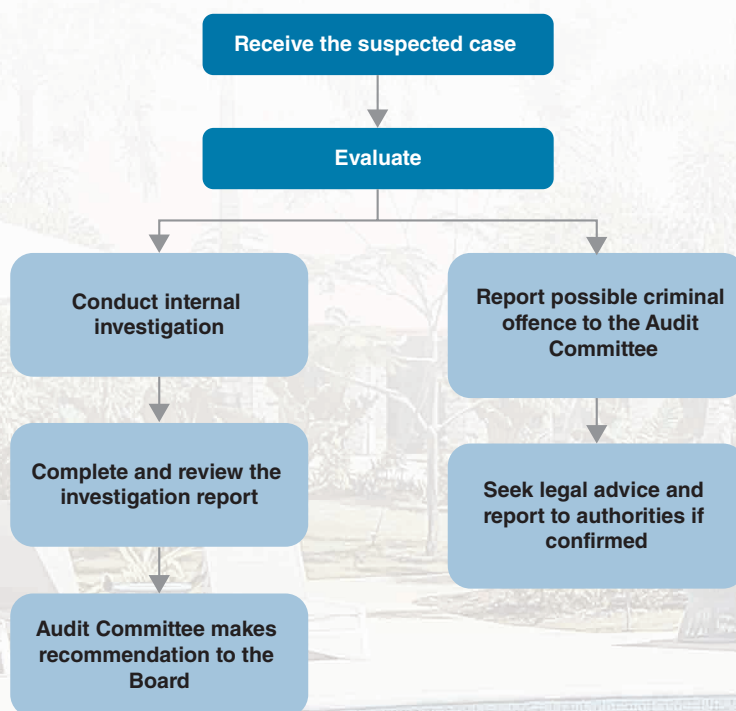 Receive the suspected case
Evaluate
Conduct internal
investigation
Complete and review the
investigation report
Audit Committee makes
recommendation to the
Board
Report possible criminal
offence to the Audit
Committee
Seek legal advice and
report to authorities if
confirmed